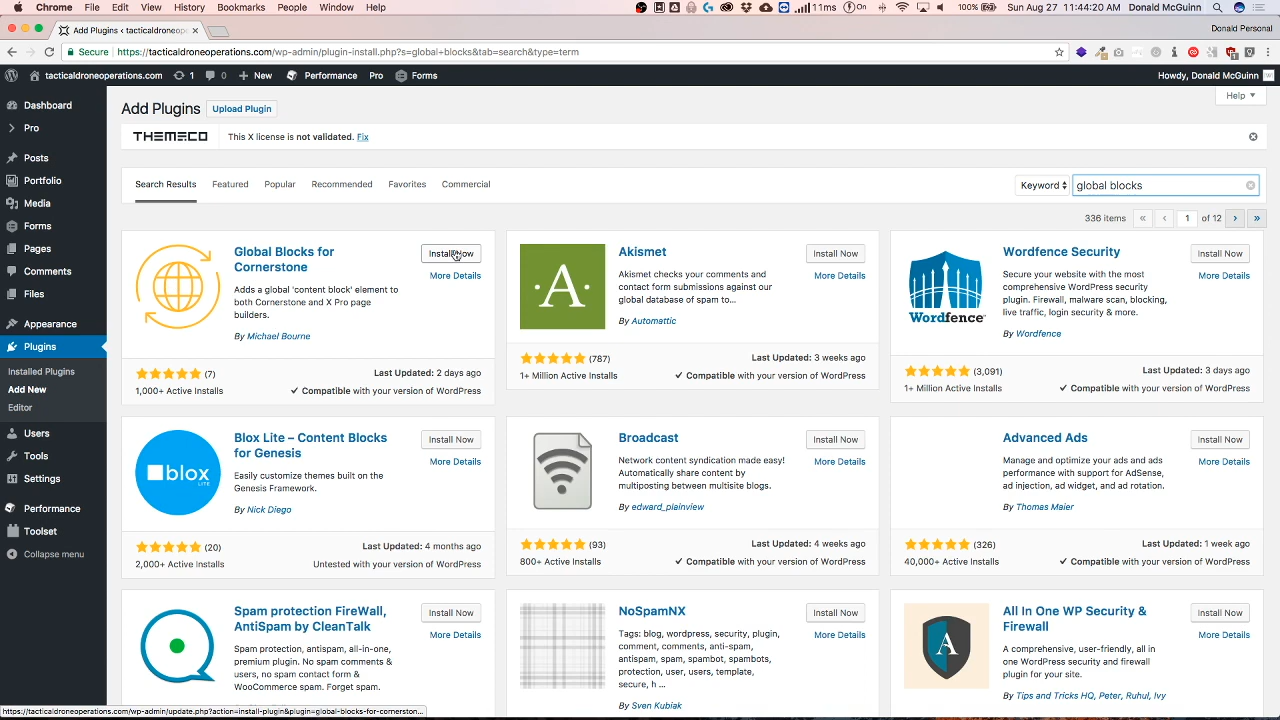 Chrome File Edit View History Bookmarks People Window Help 11ms On 100% Sun Aug 27 11:44:20 Donald McGuinn
Add Plugins < tacticaldroneoperations.c × Donald Personal
Secure https://tacticaldroneoperations.com/wp-admin/plugin-install.php?s=global+blocks&tab=search&type=term
tacticaldroneoperations.com 1 0 New Performance Pro Forms Howdy, Donald McGuinn
Help
Dashboard
Pro
Posts
Portfolio
Media
Forms
Pages
Comments
Files
Appearance
Plugins
Installed Plugins
Add New
Editor
Users
Tools
Settings
Performance
Toolset
Collapse menu
Add Plugins Upload Plugin
THEMECO This X license is not validated. Fix
Search Results Featured Popular Recommended Favorites Commercial Keyword global blocks
336 items « ‹ 1 of 12 › »
Global Blocks for
Cornerstone
Install Now
More Details
Adds a global 'content block' element to
both Cornerstone and X Pro page
builders.
By Michael Bourne
(7)
1,000+ Active Installs
Last Updated: 2 days ago
✓ Compatible with your version of WordPress
A
Akismet
Install Now
More Details
Akismet checks your comments and
contact form submissions against our
global database of spam to...
By Automattic
(787)
1+ Million Active Installs
Last Updated: 3 weeks ago
✓ Compatible with your version of WordPress
Wordfence
Wordfence Security
Install Now
More Details
Secure your website with the most
comprehensive WordPress security
plugin. Firewall, malware scan, blocking,
live traffic, login security & more.
By Wordfence
(3,091)
1+ Million Active Installs
Last Updated: 3 days ago
✓ Compatible with your version of WordPress
blox
LITE
Blox Lite – Content Blocks
for Genesis
Install Now
More Details
Easily customize themes built on the
Genesis Framework.
By Nick Diego
(20)
2,000+ Active Installs
Last Updated: 4 months ago
Untested with your version of WordPress
Broadcast
Install Now
More Details
Network content syndication made easy!
Automatically share content by
multiposting between multisite blogs.
By edward_plainview
(93)
800+ Active Installs
Last Updated: 4 weeks ago
✓ Compatible with your version of WordPress
Advanced Ads
Install Now
More Details
Manage and optimize your ads and ads
performance with support for AdSense,
ad injection, ad widget, and ad rotation.
By Thomas Maier
(326)
40,000+ Active Installs
Last Updated: 1 week ago
✓ Compatible with your version of WordPress
Spam protection FireWall,
AntiSpam by CleanTalk
Install Now
More Details
Spam protection, antispam, all-in-one,
premium plugin. No spam comments &
users, no spam contact form &
WooCommerce spam. Forget spam.
NoSpamNX
Install Now
More Details
Tags: blog, wordpress, security, plugin,
comment, comments, anti-spam,
antispam, spam, spambot, spambots,
protection, user, users, template,
secure, h ...
By Sven Kubiak
A
All In One WP Security &
Firewall
Install Now
More Details
A comprehensive, user-friendly, all in
one WordPress security and firewall
plugin for your site.
By Tips and Tricks HQ, Peter, Ruhul, Ivy
https://tacticaldroneoperations.com/wp-admin/update.php?action=install-plugin&plugin=global-blocks-for-cornerston...